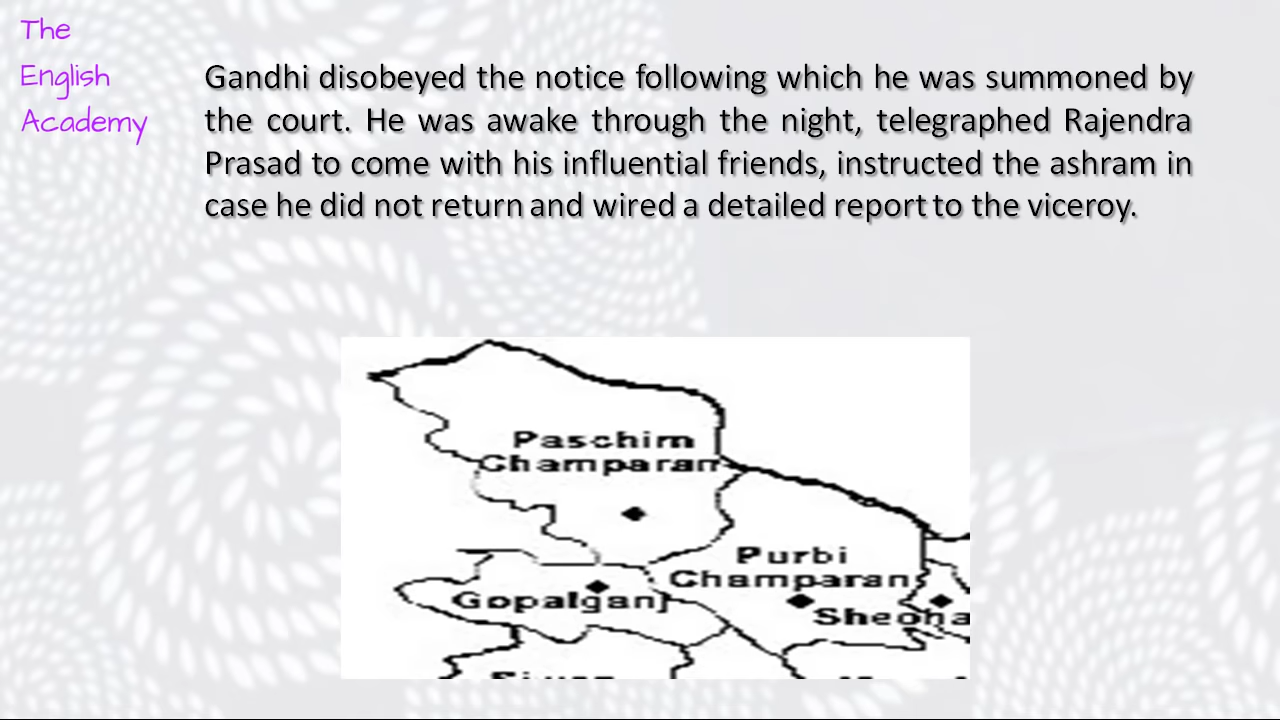 The
English
Academy
Gandhi disobeyed the notice following which he was summoned by
the court. He was awake through the night, telegraphed Rajendra
Prasad to come with his influential friends, instructed the ashram in
case he did not return and wired a detailed report to the viceroy.
Paschim
Champaran
Purbi
Champaran
Gopalganj